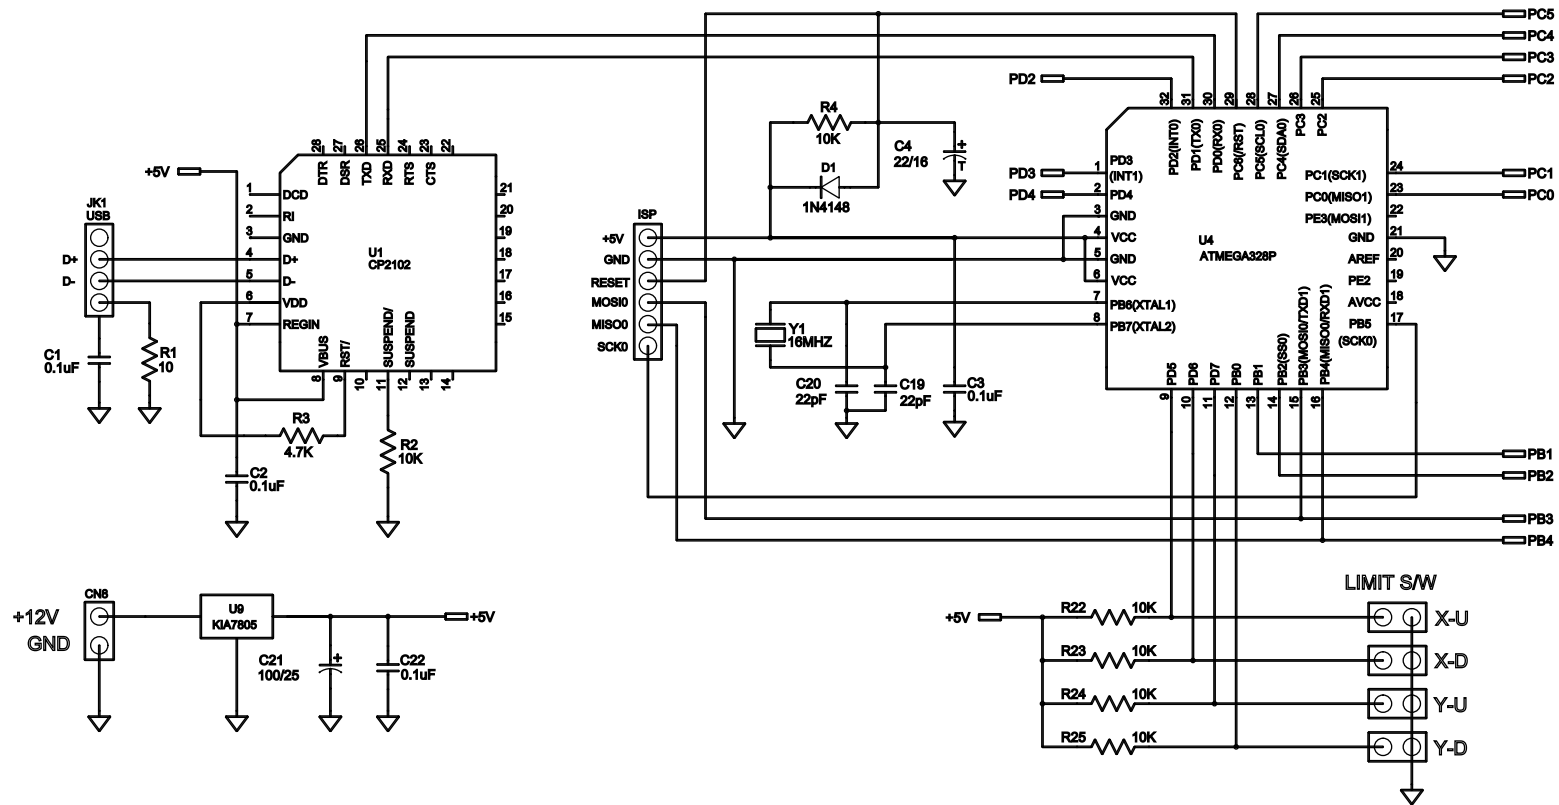 PC5
PC4
PC3
PC2
PD2
32
31
30
29
28
27
26
25
PD2(INT0)
PD1(TX0)
PD0(RX0)
PC6(/RST)
PC5(SCL0)
PC4(SDA0)
PC3
PC2
R4
10K
C4
22/16
+
T
D1
1N4148
28
27
26
25
24
23
22
DTR
DSR
TXD
RXD
RTS
CTS
+5V
1
DCD
2
RI
3
GND
4
D+
5
D-
6
VDD
7
REGIN
U1
CP2102
21
20
19
18
17
16
15
VBUS
RST/
SUSPEND/
SUSPEND
8
9
10
11
12
13
14
JK1
USB
D+
D-
C1
0.1uF
R1
10
R3
4.7K
R2
10K
C2
0.1uF
ISP
+5V
GND
RESET
MOSI0
MISO0
SCK0
Y1
16MHZ
C20
22pF
C19
22pF
C3
0.1uF
PD3
1
PD3
(INT1)
PD4
2
PD4
3
GND
4
VCC
5
GND
6
VCC
7
PB6(XTAL1)
8
PB7(XTAL2)
U4
ATMEGA328P
PC1(SCK1)
24
PC1
PC0(MISO1)
23
PC0
PE3(MOSI1)
22
GND
21
AREF
20
PE2
19
AVCC
18
PB5
(SCK0)
17
PD5
PD6
PD7
PB0
PB1
PB2(SS0)
PB3(MOSI0/TXD1)
PB4(MISO0/RXD1)
9
10
11
12
13
14
15
16
PB1
PB2
PB3
PB4
CN8
+12V
GND
U9
KIA7805
+5V
C21
100/25
+
C22
0.1uF
LIMIT S/W
+5V
R22
10K
X-U
R23
10K
X-D
R24
10K
Y-U
R25
10K
Y-D